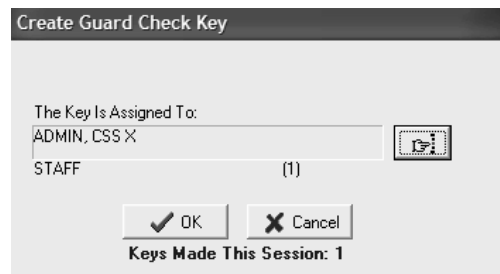 Create Guard Check Key
The Key Is Assigned To:
ADMIN, CSS X
STAFF (1)
OK Cancel
Keys Made This Session: 1